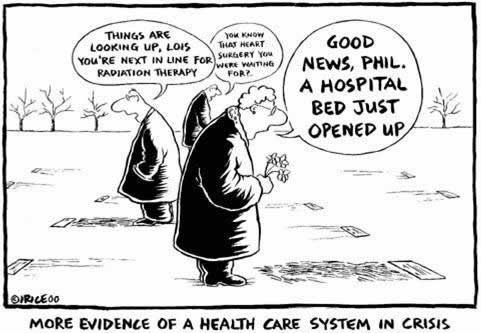 THINGS ARE
LOOKING UP, LOIS
YOU'RE NEXT IN LINE FOR
RADIATION THERAPY
YOU KNOW
THAT HEART
SURGERY YOU
WERE WAITING
FOR?..
GOOD
NEWS, PHIL.
A HOSPITAL
BED JUST
OPENED UP
©IRICE00
MORE EVIDENCE OF A HEALTH CARE SYSTEM IN CRISIS